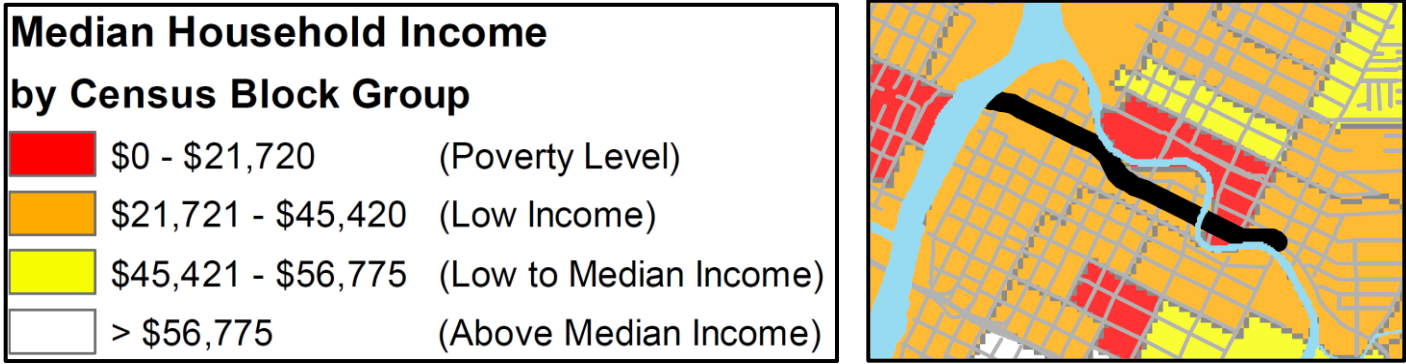 Median Household Income
by Census Block Group
$0 - $21,720 (Poverty Level)
$21,721 - $45,420 (Low Income)
$45,421 - $56,775 (Low to Median Income)
> $56,775 (Above Median Income)